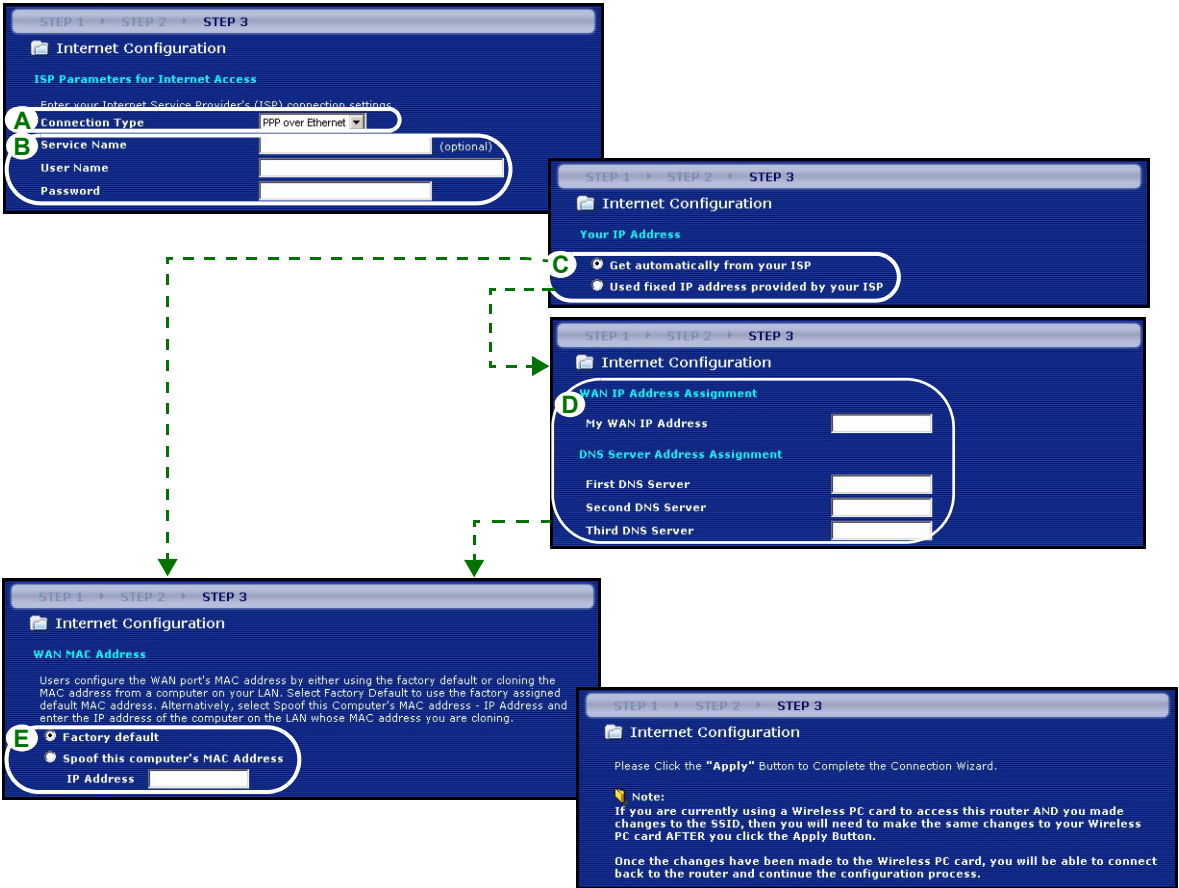 STEP 1 STEP 2 STEP 3
Internet Configuration
ISP Parameters for Internet Access
Enter your Internet Service Provider's (ISP) connection settings
A
Connection Type PPP over Ethernet
B
Service Name (optional)
User Name
Password
STEP 1 STEP 2 STEP 3
Internet Configuration
Your IP Address
C
Get automatically from your ISP
Used fixed IP address provided by your ISP
STEP 1 STEP 2 STEP 3
Internet Configuration
WAN IP Address Assignment
D
My WAN IP Address
DNS Server Address Assignment
First DNS Server
Second DNS Server
Third DNS Server
STEP 1 STEP 2 STEP 3
Internet Configuration
WAN MAC Address
Users configure the WAN port's MAC address by either using the factory default or cloning the
MAC address from a computer on your LAN. Select Factory Default to use the factory assigned
default MAC address. Alternatively, select Spoof this Computer's MAC address - IP Address and
enter the IP address of the computer on the LAN whose MAC address you are cloning.
E
Factory default
Spoof this computer's MAC Address
IP Address
STEP 1 STEP 2 STEP 3
Internet Configuration
Please Click the "Apply" Button to Complete the Connection Wizard.
Note:
If you are currently using a Wireless PC card to access this router AND you made
changes to the SSID, then you will need to make the same changes to your Wireless
PC card AFTER you click the Apply Button.
Once the changes have been made to the Wireless PC card, you will be able to connect
back to the router and continue the configuration process.